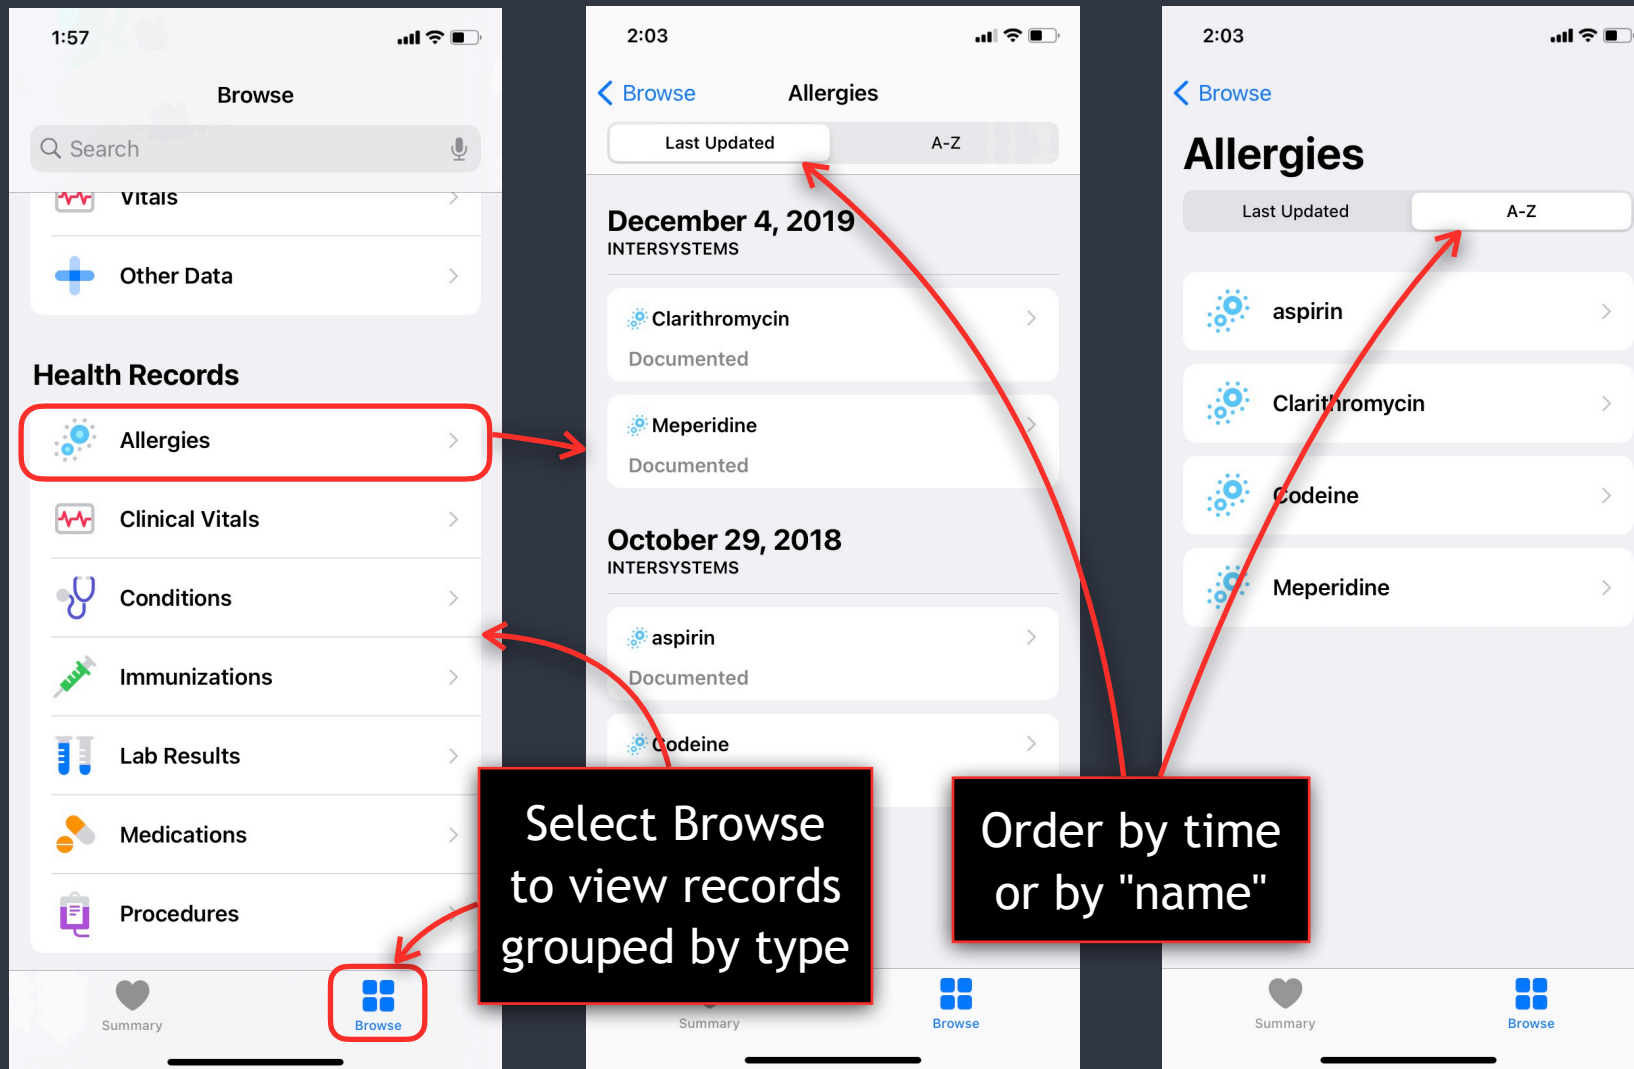 1:57
Browse
Search
Vitals
Other Data
Health Records
Allergies
Clinical Vitals
Conditions
Immunizations
Lab Results
Medications
Procedures
Summary
Browse
2:03
Browse
Allergies
Last Updated
A-Z
December 4, 2019
INTERSYSTEMS
Clarithromycin
Documented
Meperidine
Documented
October 29, 2018
INTERSYSTEMS
aspirin
Documented
Codeine
Summary
Browse
Select Browse
to view records
grouped by type
Order by time
or by "name"
2:03
Browse
Allergies
Last Updated
A-Z
aspirin
Clarithromycin
Codeine
Meperidine
Summary
Browse